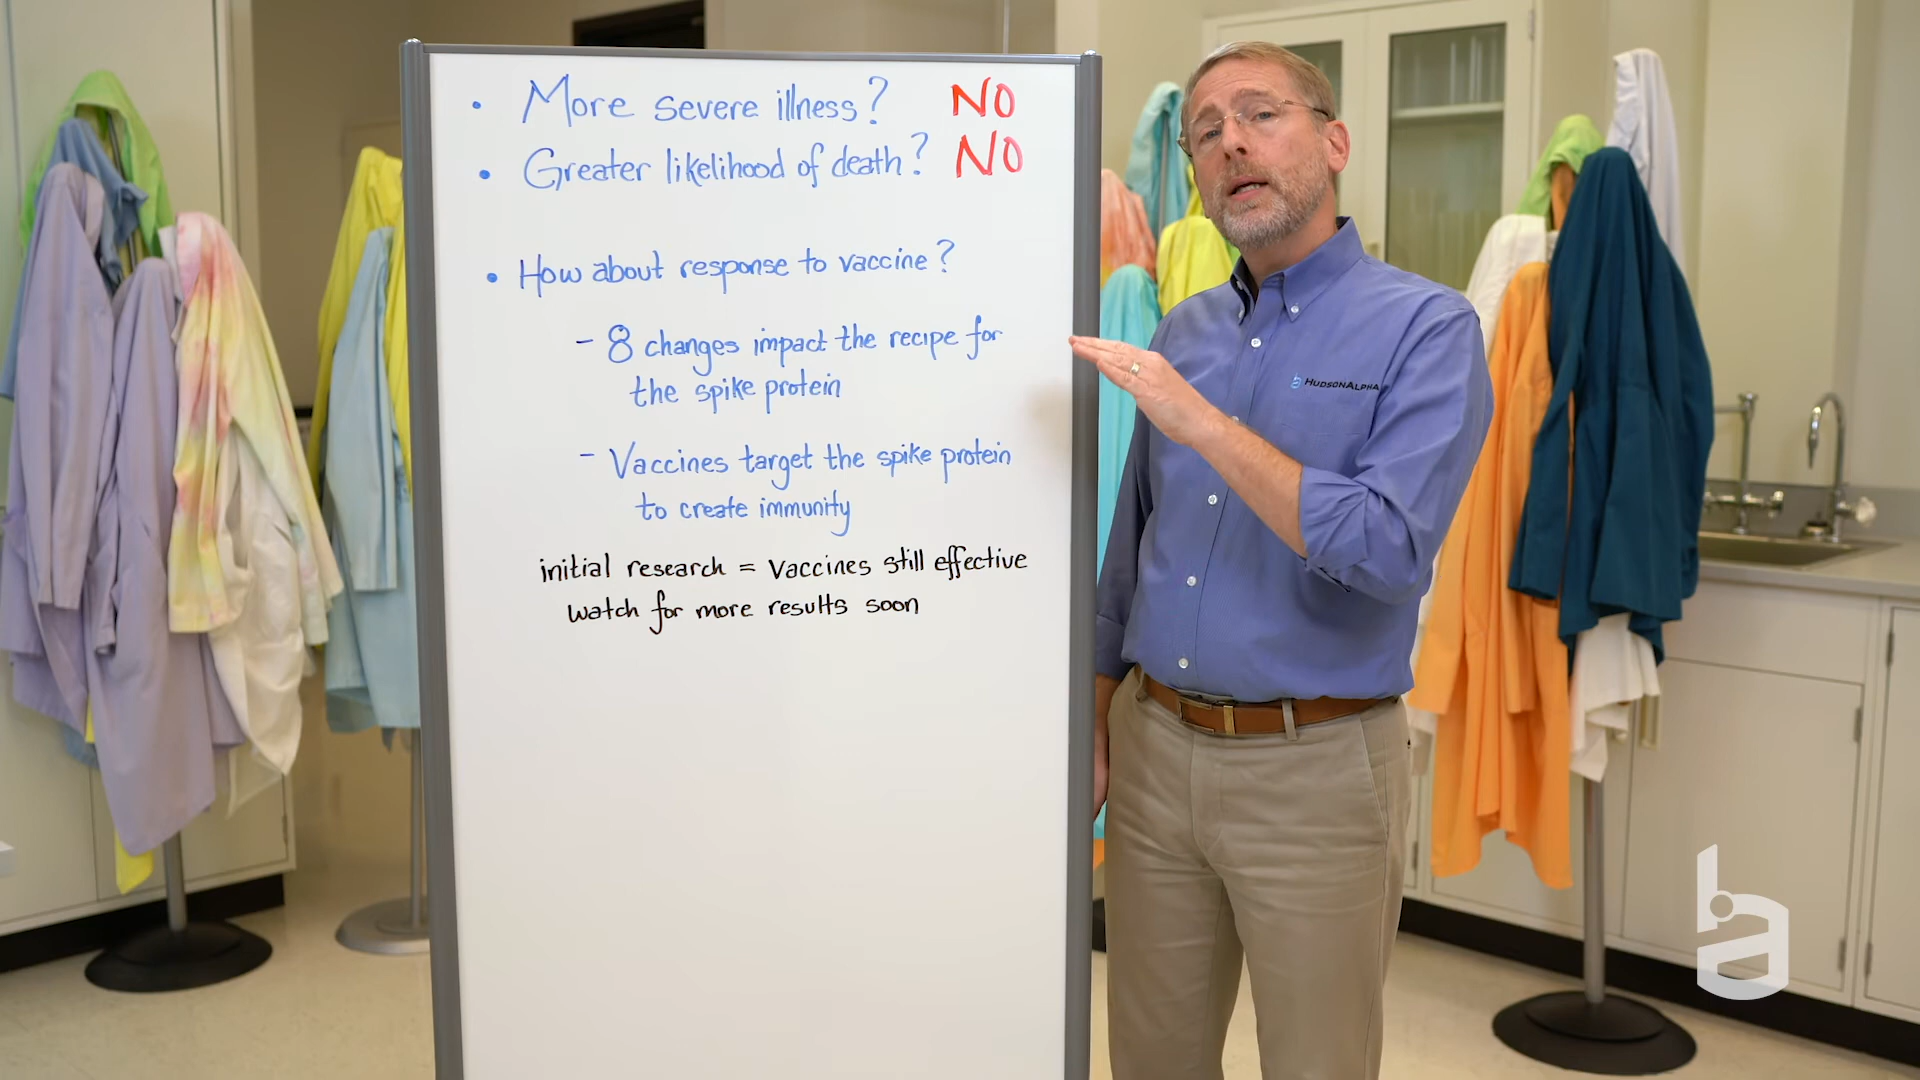 • More severe illness? NO
• Greater likelihood of death? NO
• How about response to vaccine?
- 8 changes impact the recipe for
the spike protein
- Vaccines target the spike protein
to create immunity
initial research = vaccines still effective
watch for more results soon
HUDSONALPHA
ha